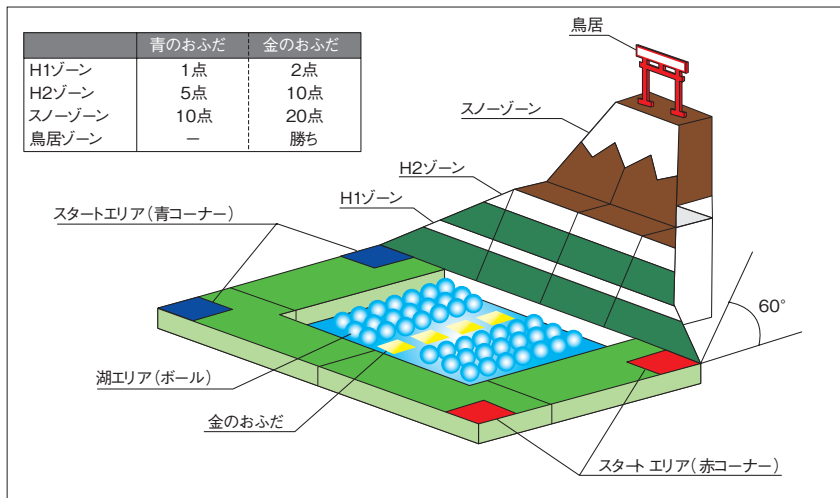 青のおふだ 金のおふだ
H1ゾーン 1点 2点
H2ゾーン 5点 10点
スノーゾーン 10点 20点
鳥居ゾーン － 勝ち
鳥居
スノーゾーン
H2ゾーン
H1ゾーン
スタートエリア（青コーナー）
60°
湖エリア（ボール）
金のおふだ
スタート エリア（赤コーナー）